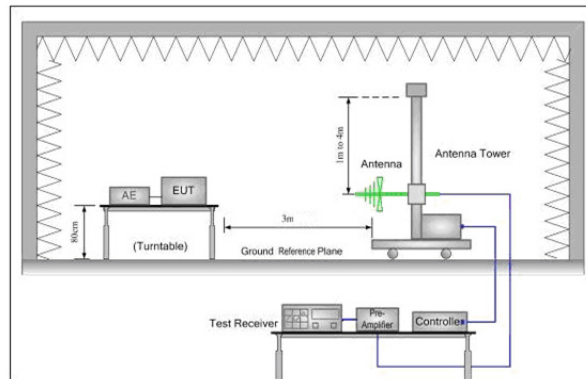 1m to 4m
Antenna
Antenna Tower
AE
EUT
80cm
(Turntable)
3m
Ground Reference Plane
Test Receiver
Pre-
Amplifier
Controller